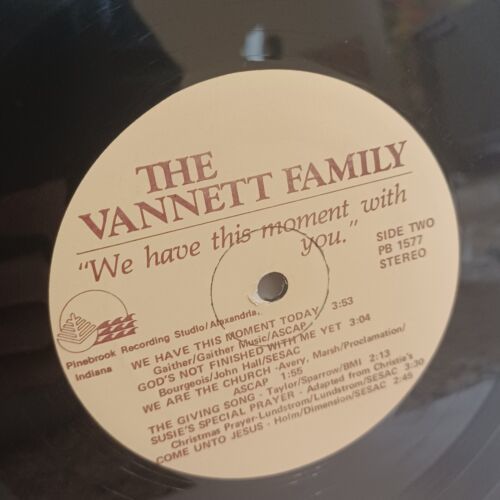 THE
VANNETT FAMILY
"We have this moment with
you."
SIDE TWO
PB 1577
STEREO
Pinebrook Recording Studio/Alexandria,
Indiana
WE HAVE THIS MOMENT TODAY 3:53
Gaither/Gaither Music/ASCAP
GOD'S NOT FINISHED WITH ME YET 3:04
Bourgeois/John Hall/SESAC
WE ARE THE CHURCH -Avery, Marsh/Proclamation/
ASCAP 1:55
THE GIVING SONG - Taylor/Sparrow/BMI 2:13
SUSIE'S SPECIAL PRAYER - Adapted from Christie's
Christmas Prayer-Lundstrom/Lundstrom/SESAC 3:30
COME UNTO JESUS - Holm/Dimension/SESAC 2:45